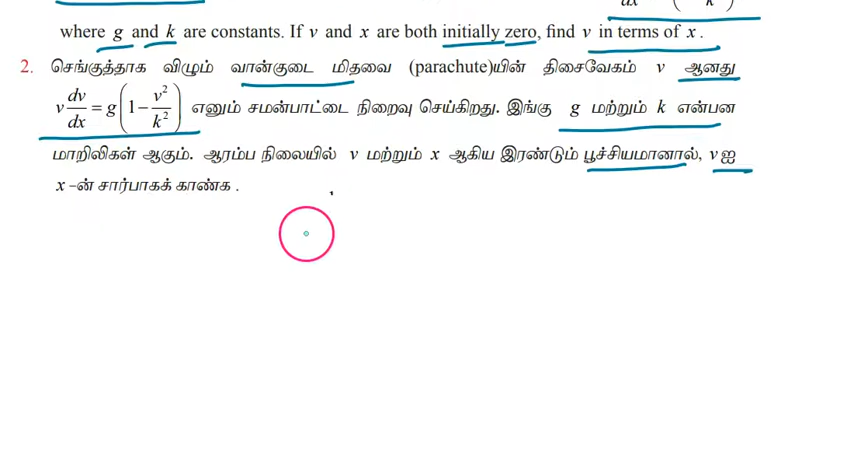 dx k
where g and k are constants. If v and x are both initially zero, find v in terms of x .
2. செங்குத்தாக விழும் வான்குடை மிதவை (parachute)யின் திசைவேகம் v ஆனது
v dv/dx = g(1 − v²/k²) எனும் சமன்பாட்டை நிறைவு செய்கிறது. இங்கு g மற்றும் k என்பன
மாறிலிகள் ஆகும். ஆரம்ப நிலையில் v மற்றும் x ஆகிய இரண்டும் பூச்சியமானால், v ஐ
x -ன் சார்பாகக் காண்க .